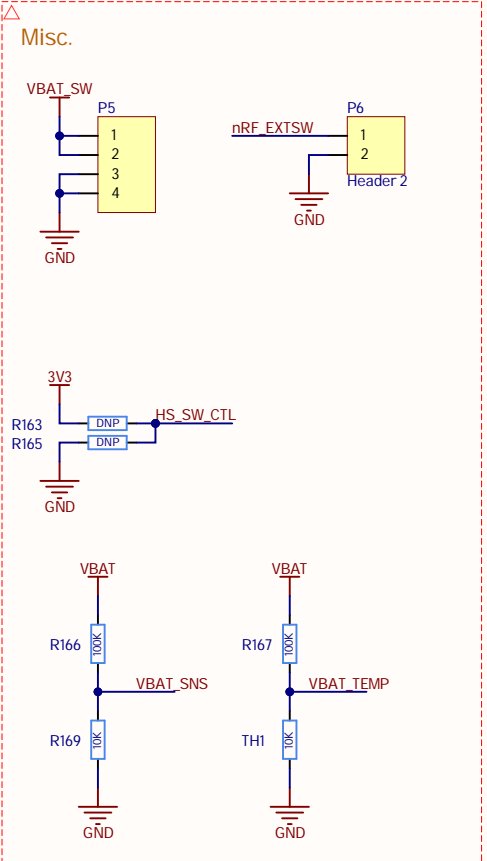 Misc.
VBAT_SW
P5
1
2
3
4
GND
P6
nRF_EXTSW
1
2
Header 2
GND
3V3
R163
DNP
HS_SW_CTL
R165
DNP
GND
VBAT
R166
100K
VBAT_SNS
R169
10K
GND
VBAT
R167
100K
VBAT_TEMP
TH1
10K
GND